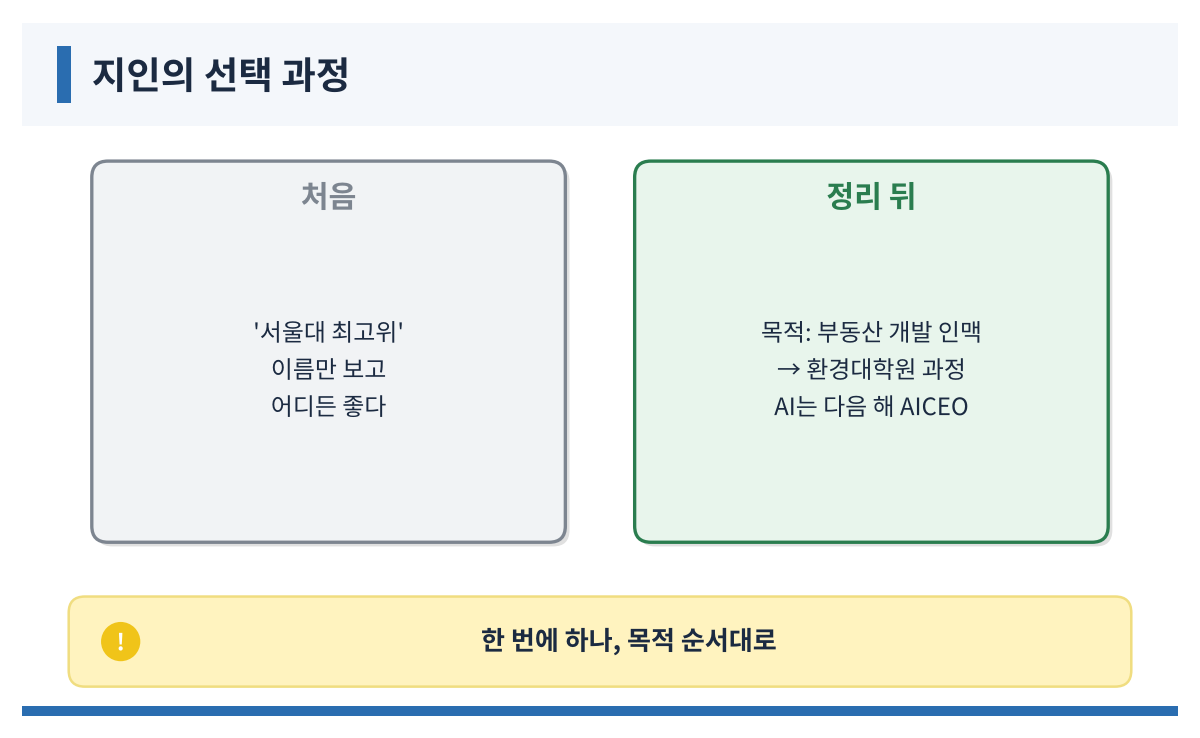 지인의 선택 과정
처음
'서울대 최고위'
이름만 보고
어디든 좋다
정리 뒤
목적: 부동산 개발 인맥
→ 환경대학원 과정
AI는 다음 해 AICEO
!
한 번에 하나, 목적 순서대로